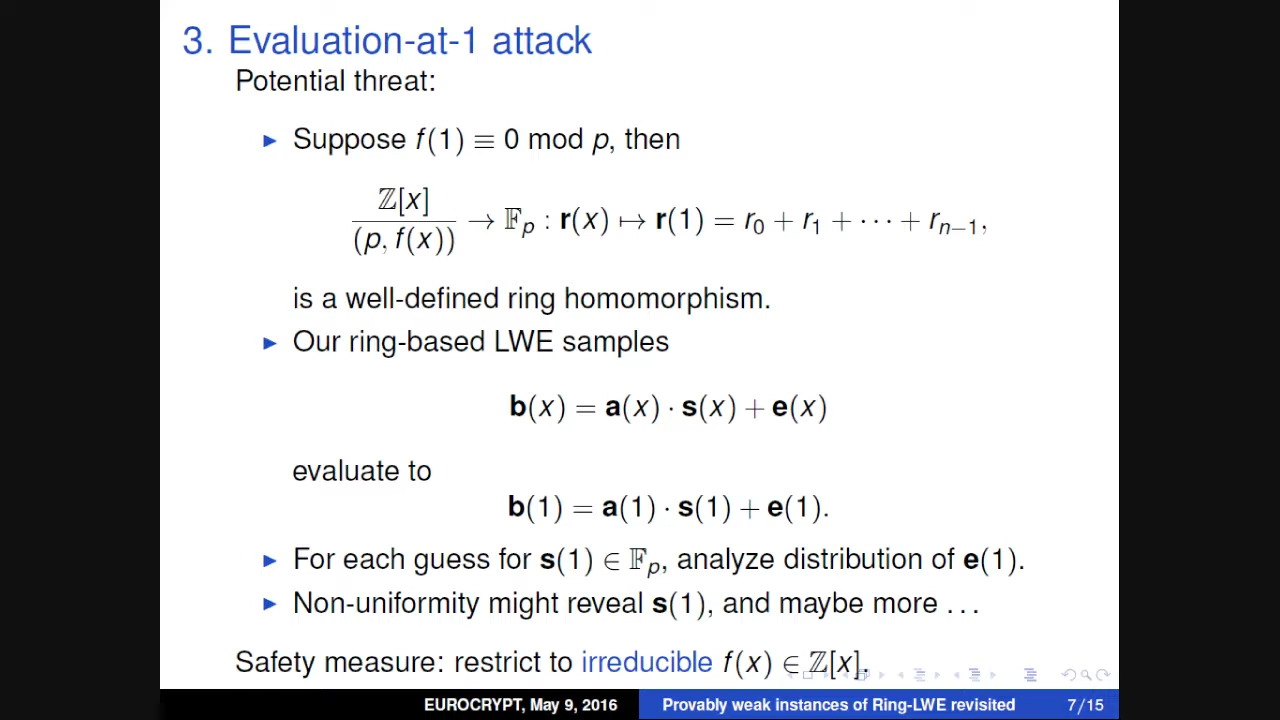 3. Evaluation-at-1 attack
Potential threat:
▶ Suppose f(1) ≡ 0 mod p, then
ℤ[x]
(p, f(x))
→ 𝔽p : r(x) ↦ r(1) = r0 + r1 + ··· + rn−1,
is a well-defined ring homomorphism.
▶ Our ring-based LWE samples
b(x) = a(x) · s(x) + e(x)
evaluate to
b(1) = a(1) · s(1) + e(1).
▶ For each guess for s(1) ∈ 𝔽p, analyze distribution of e(1).
▶ Non-uniformity might reveal s(1), and maybe more ...
Safety measure: restrict to irreducible f(x) ∈ ℤ[x].
EUROCRYPT, May 9, 2016 Provably weak instances of Ring-LWE revisited 7/15